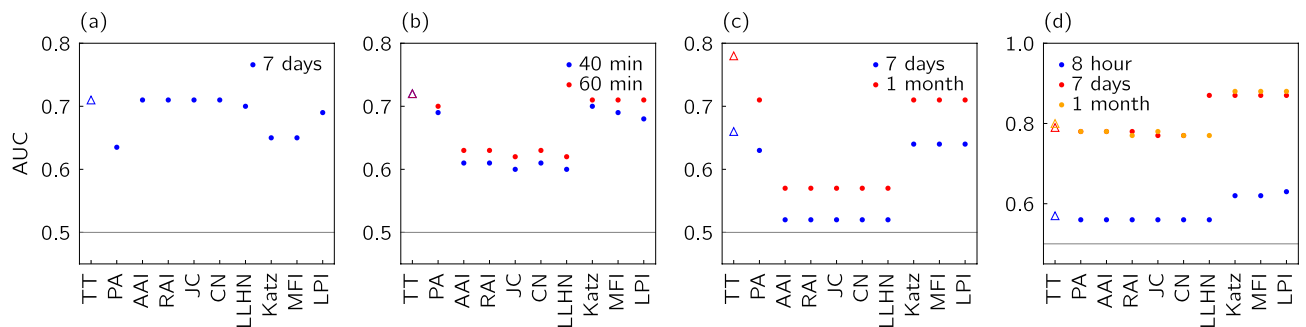 (a)
AUC
0.8
0.7
0.6
0.5
7 days
TT
PA
AAI
RAI
JC
CN
LLHN
Katz
MFI
LPI
(b)
0.8
0.7
0.6
0.5
40 min
60 min
TT
PA
AAI
RAI
JC
CN
LLHN
Katz
MFI
LPI
(c)
0.8
0.7
0.6
0.5
7 days
1 month
TT
PA
AAI
RAI
JC
CN
LLHN
Katz
MFI
LPI
(d)
1.0
0.8
0.6
8 hour
7 days
1 month
TT
PA
AAI
RAI
JC
CN
LLHN
Katz
MFI
LPI